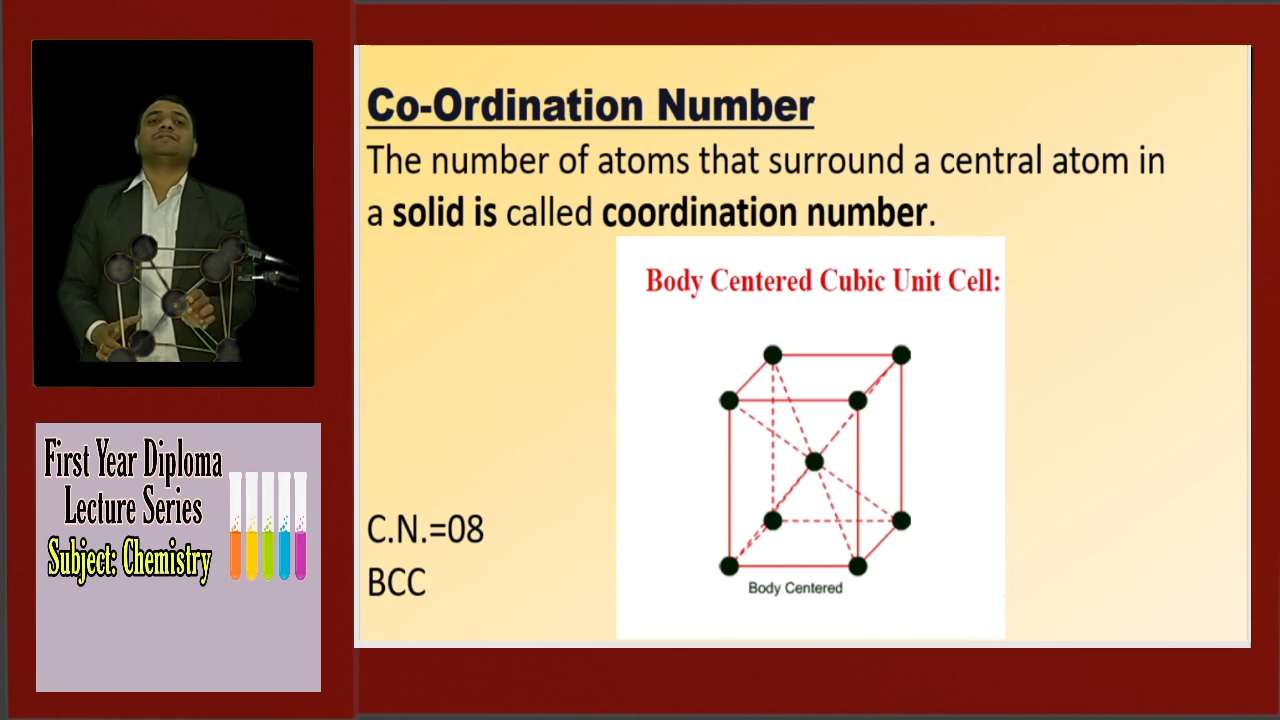 Co-Ordination Number
The number of atoms that surround a central atom in
a solid is called coordination number.
Body Centered Cubic Unit Cell:
Body Centered
C.N.=08
BCC
First Year Diploma
Lecture Series
Subject: Chemistry